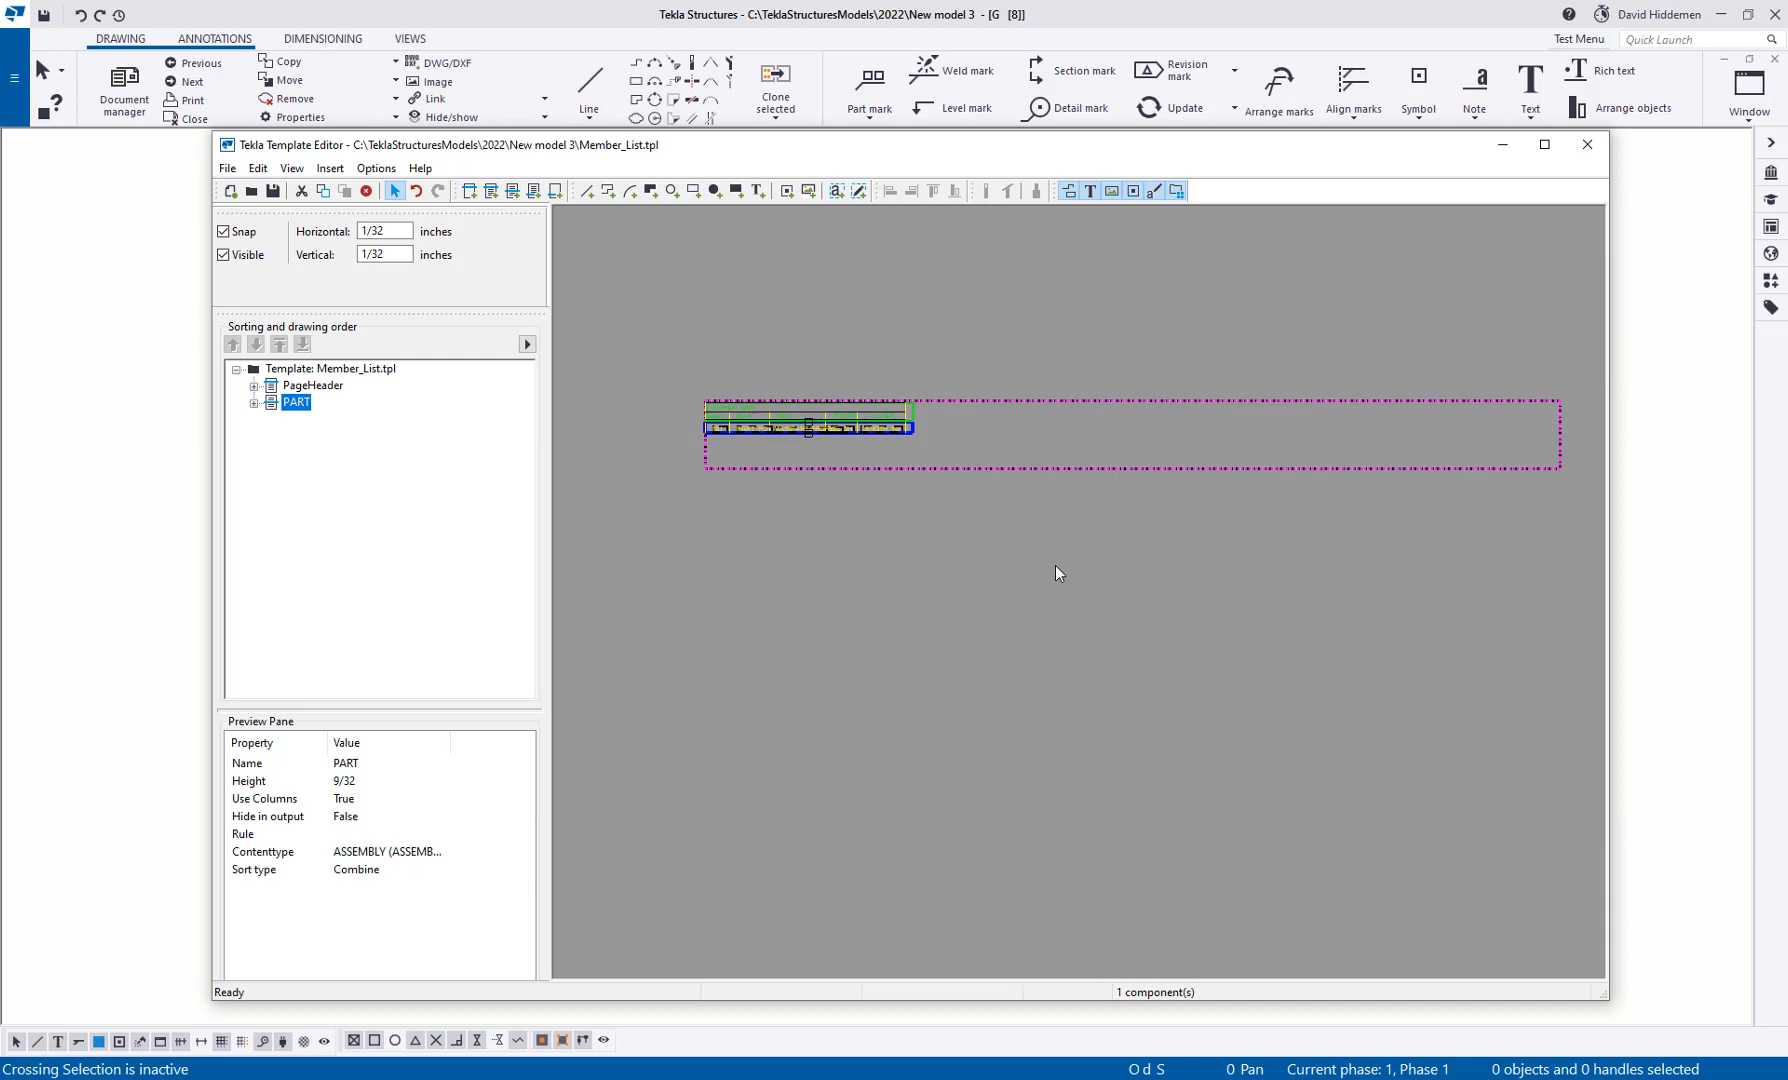 Tekla Structures - C:\TeklaStructuresModels\2022\New model 3 - [G [8]]
David Hiddemen
DRAWING ANNOTATIONS DIMENSIONING VIEWS
Test Menu Quick Launch
Document manager
Previous
Next
Print
Close
Copy
Move
Remove
Properties
DWG/DXF
Image
Link
Hide/show
Line
Clone selected
Part mark
Weld mark
Level mark
Section mark
Detail mark
Revision mark
Update
Arrange marks
Align marks
Symbol
Note
Text
Rich text
Arrange objects
Window
Tekla Template Editor - C:\TeklaStructuresModels\2022\New model 3\Member_List.tpl
File Edit View Insert Options Help
Snap Horizontal: 1/32 inches
Visible Vertical: 1/32 inches
Sorting and drawing order
Template: Member_List.tpl
PageHeader
PART
Preview Pane
Property Value
Name PART
Height 9/32
Use Columns True
Hide in output False
Rule
Contenttype ASSEMBLY (ASSEMB...
Sort type Combine
Ready 1 component(s)
Crossing Selection is inactive O d S 0 Pan Current phase: 1, Phase 1 0 objects and 0 handles selected